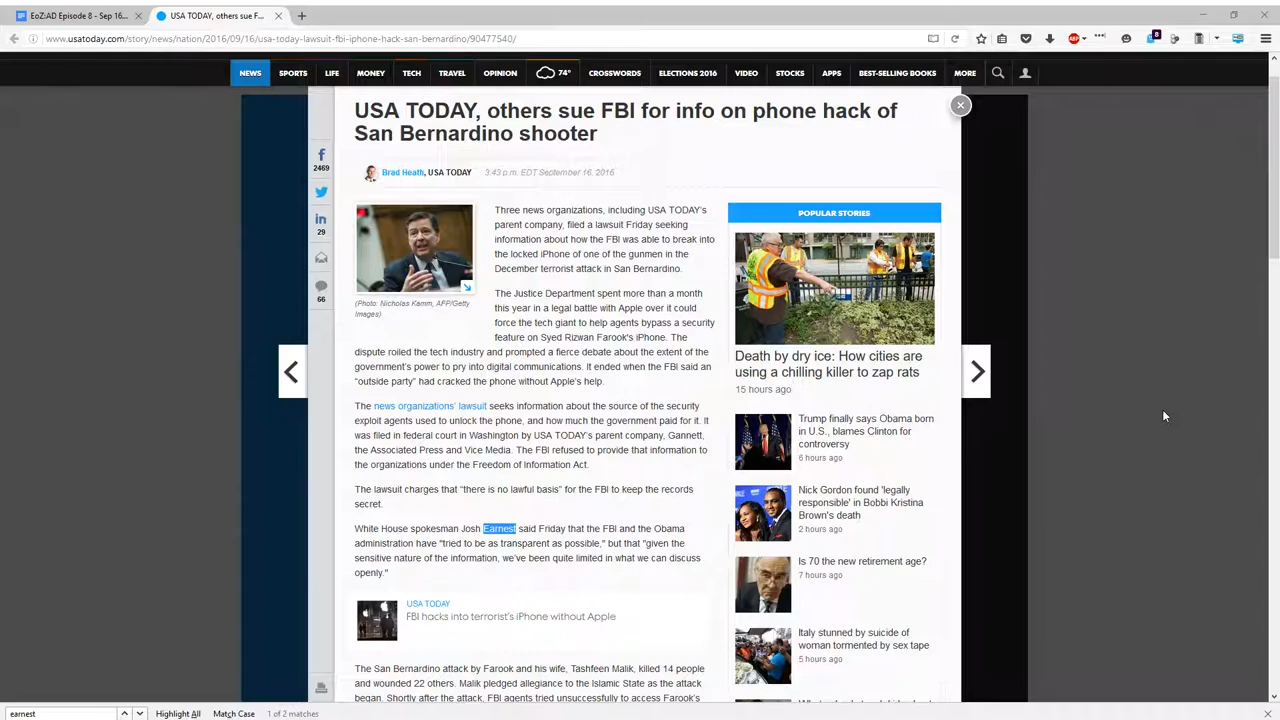 EoZ:AD Episode 8 - Sep 16...
USA TODAY, others sue F...
www.usatoday.com/story/news/nation/2016/09/16/usa-today-lawsuit-fbi-iphone-hack-san-bernardino/90477540/
8
NEWS SPORTS LIFE MONEY TECH TRAVEL OPINION 74° CROSSWORDS ELECTIONS 2016 VIDEO STOCKS APPS BEST-SELLING BOOKS MORE
USA TODAY, others sue FBI for info on phone hack of
San Bernardino shooter
2469
29
66
Brad Heath, USA TODAY 3:43 p.m. EDT September 16, 2016
(Photo: Nicholas Kamm, AFP/Getty
Images)
Three news organizations, including USA TODAY's
parent company, filed a lawsuit Friday seeking
information about how the FBI was able to break into
the locked iPhone of one of the gunmen in the
December terrorist attack in San Bernardino.
The Justice Department spent more than a month
this year in a legal battle with Apple over it could
force the tech giant to help agents bypass a security
feature on Syed Rizwan Farook's iPhone. The
dispute roiled the tech industry and prompted a fierce debate about the extent of the
government's power to pry into digital communications. It ended when the FBI said an
“outside party” had cracked the phone without Apple's help.
The news organizations' lawsuit seeks information about the source of the security
exploit agents used to unlock the phone, and how much the government paid for it. It
was filed in federal court in Washington by USA TODAY's parent company, Gannett,
the Associated Press and Vice Media. The FBI refused to provide that information to
the organizations under the Freedom of Information Act.
The lawsuit charges that “there is no lawful basis” for the FBI to keep the records
secret.
White House spokesman Josh Earnest said Friday that the FBI and the Obama
administration have "tried to be as transparent as possible," but that "given the
sensitive nature of the information, we've been quite limited in what we can discuss
openly."
USA TODAY
FBI hacks into terrorist's iPhone without Apple
The San Bernardino attack by Farook and his wife, Tashfeen Malik, killed 14 people
and wounded 22 others. Malik pledged allegiance to the Islamic State as the attack
began. Shortly after the attack, FBI agents tried unsuccessfully to access Farook's
POPULAR STORIES
Death by dry ice: How cities are
using a chilling killer to zap rats
15 hours ago
Trump finally says Obama born
in U.S., blames Clinton for
controversy
6 hours ago
Nick Gordon found 'legally
responsible' in Bobbi Kristina
Brown's death
2 hours ago
Is 70 the new retirement age?
7 hours ago
Italy stunned by suicide of
woman tormented by sex tape
5 hours ago
earnest
Highlight All
Match Case
1 of 2 matches